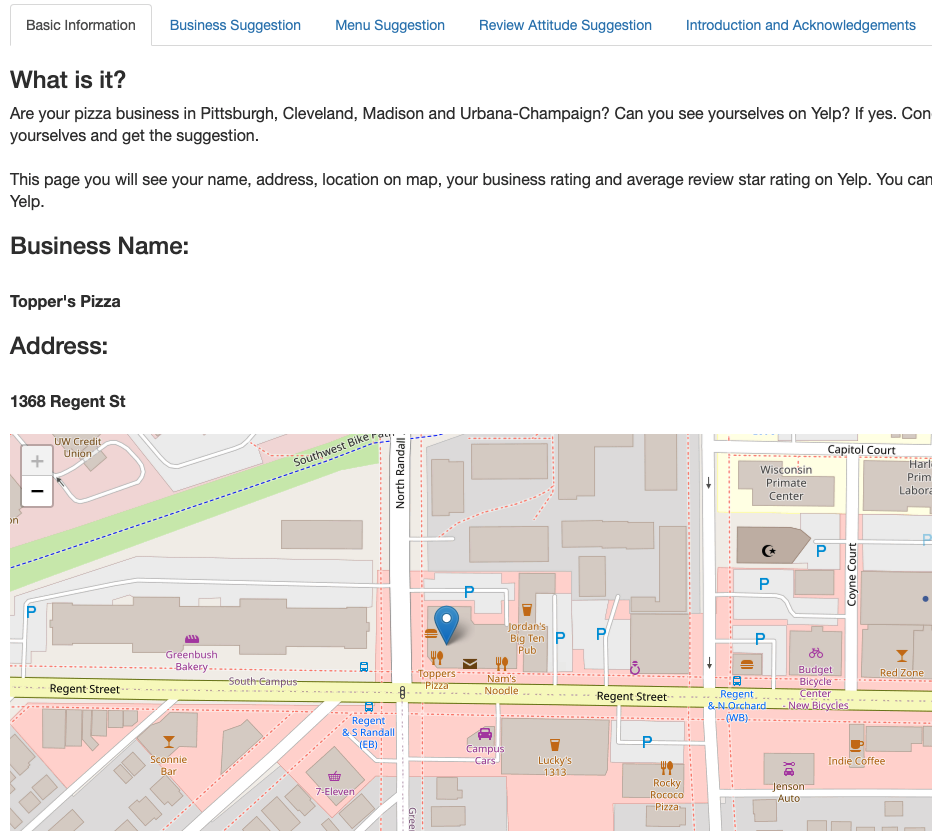 Basic Information
Business Suggestion
Menu Suggestion
Review Attitude Suggestion
Introduction and Acknowledgements
What is it?
Are your pizza business in Pittsburgh, Cleveland, Madison and Urbana-Champaign? Can you see yourselves on Yelp? If yes. Con
yourselves and get the suggestion.
This page you will see your name, address, location on map, your business rating and average review star rating on Yelp. You can
Yelp.
Business Name:
Topper's Pizza
Address:
1368 Regent St
UW Credit
Union
+
−
on
Southwest Bike Path
North Randall
Capitol Court
Wisconsin
Primate
Center
Harl
Prim
Labora
P
P
Coyne Court
P
P
P
Jordan's
Big Ten
Pub
P
P
P
Greenbush
Bakery
Toppers
Pizza
Nam's
Noodle
Budget
Bicycle
Center
- New Bicycles
Red Zone
South Campus
Regent Street
Regent Street
Regent
& N Orchard
(WB)
Regent
& S Randall
(EB)
Sconnie
Bar
7-Eleven
Campus
Cars
Lucky's
1313
P
Rocky
Rococo
Pizza
Indie Coffee
Jenson
Auto